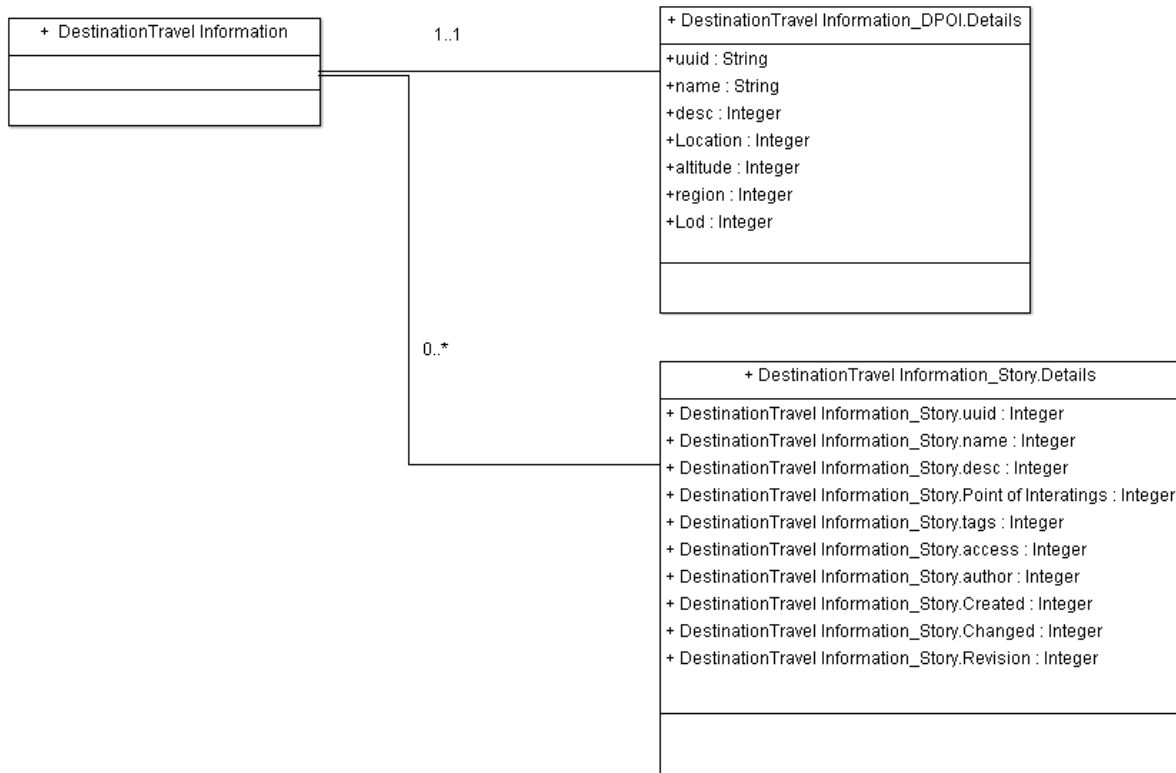 + DestinationTravel Information
1..1
+ DestinationTravel Information_DPOI.Details
+uuid : String
+name : String
+desc : Integer
+Location : Integer
+altitude : Integer
+region : Integer
+Lod : Integer
0..*
+ DestinationTravel Information_Story.Details
+ DestinationTravel Information_Story.uuid : Integer
+ DestinationTravel Information_Story.name : Integer
+ DestinationTravel Information_Story.desc : Integer
+ DestinationTravel Information_Story.Point of Interatings : Integer
+ DestinationTravel Information_Story.tags : Integer
+ DestinationTravel Information_Story.access : Integer
+ DestinationTravel Information_Story.author : Integer
+ DestinationTravel Information_Story.Created : Integer
+ DestinationTravel Information_Story.Changed : Integer
+ DestinationTravel Information_Story.Revision : Integer